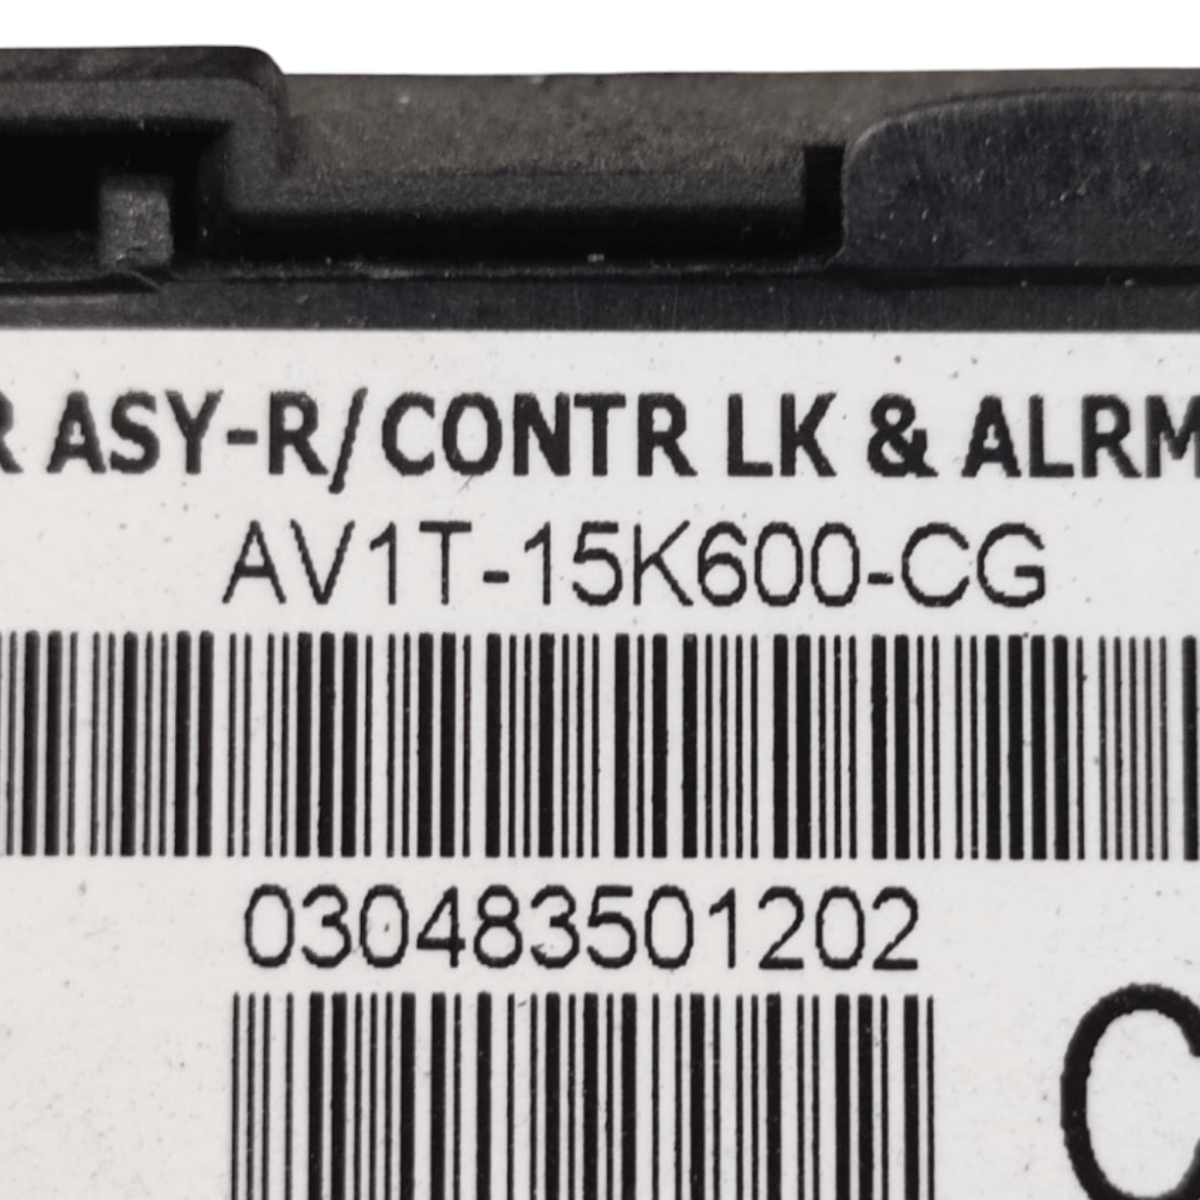 R ASY-R/CONTR LK & ALRM
AV1T-15K600-CG
030483501202
C